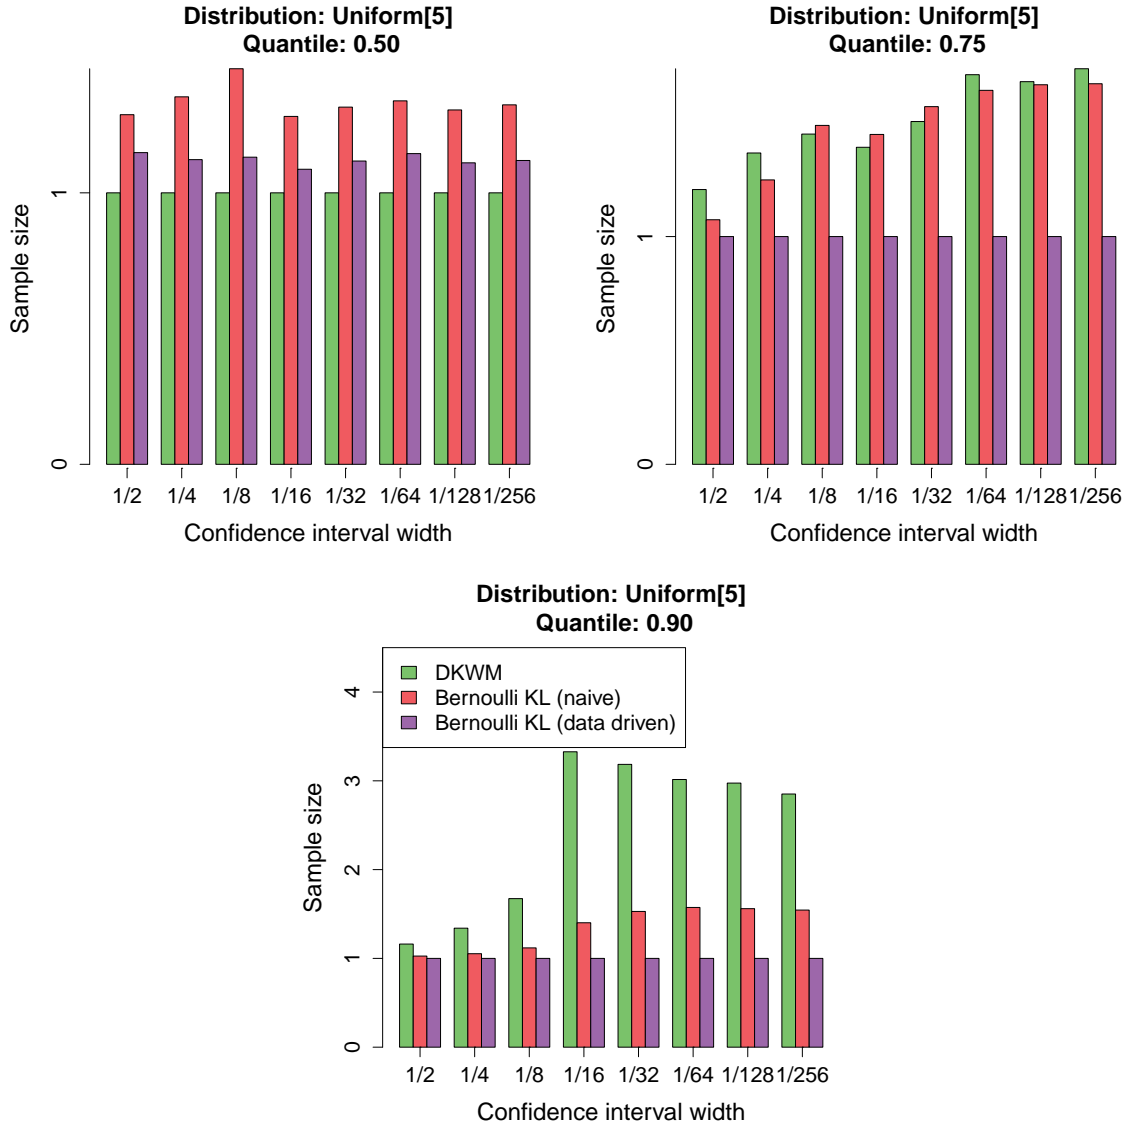 Distribution: Uniform[5]
Quantile: 0.50
Sample size
0
1
1/2 1/4 1/8 1/16 1/32 1/64 1/128 1/256
Confidence interval width
Distribution: Uniform[5]
Quantile: 0.75
Sample size
0
1
1/2 1/4 1/8 1/16 1/32 1/64 1/128 1/256
Confidence interval width
Distribution: Uniform[5]
Quantile: 0.90
DKWM
Bernoulli KL (naive)
Bernoulli KL (data driven)
Sample size
0
1
2
3
4
1/2 1/4 1/8 1/16 1/32 1/64 1/128 1/256
Confidence interval width